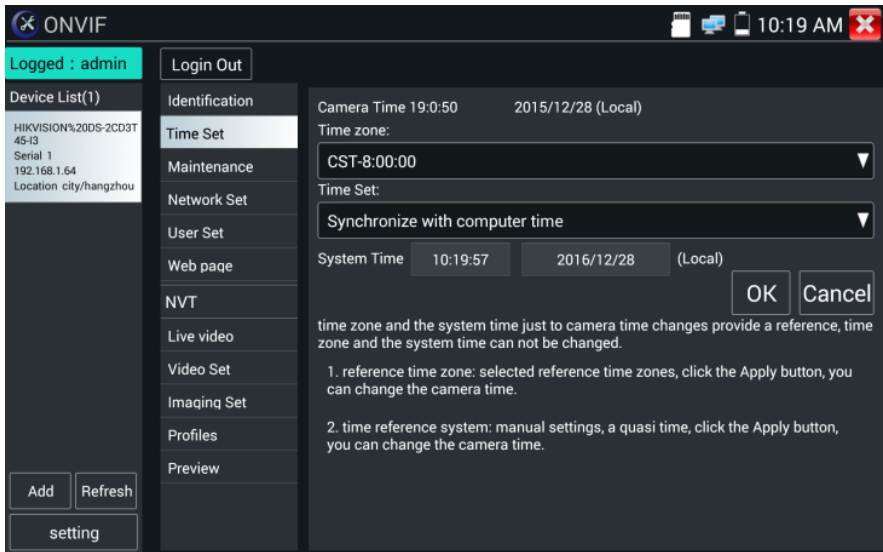 ONVIF
10:19 AM
Logged : admin
Login Out
Device List(1)
HIKVISION%20DS-2CD3T
45-I3
Serial 1
192.168.1.64
Location city/hangzhou
Add
Refresh
setting
Identification
Time Set
Maintenance
Network Set
User Set
Web page
NVT
Live video
Video Set
Imaging Set
Profiles
Preview
Camera Time 19:0:50 2015/12/28 (Local)
Time zone:
CST-8:00:00
Time Set:
Synchronize with computer time
System Time 10:19:57 2016/12/28 (Local)
OK Cancel
time zone and the system time just to camera time changes provide a reference, time
zone and the system time can not be changed.
1. reference time zone: selected reference time zones, click the Apply button, you
can change the camera time.
2. time reference system: manual settings, a quasi time, click the Apply button,
you can change the camera time.